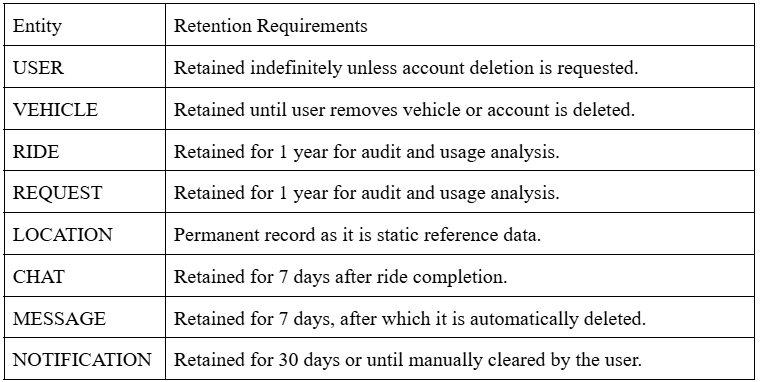 Entity Retention Requirements
USER Retained indefinitely unless account deletion is requested.
VEHICLE Retained until user removes vehicle or account is deleted.
RIDE Retained for 1 year for audit and usage analysis.
REQUEST Retained for 1 year for audit and usage analysis.
LOCATION Permanent record as it is static reference data.
CHAT Retained for 7 days after ride completion.
MESSAGE Retained for 7 days, after which it is automatically deleted.
NOTIFICATION Retained for 30 days or until manually cleared by the user.